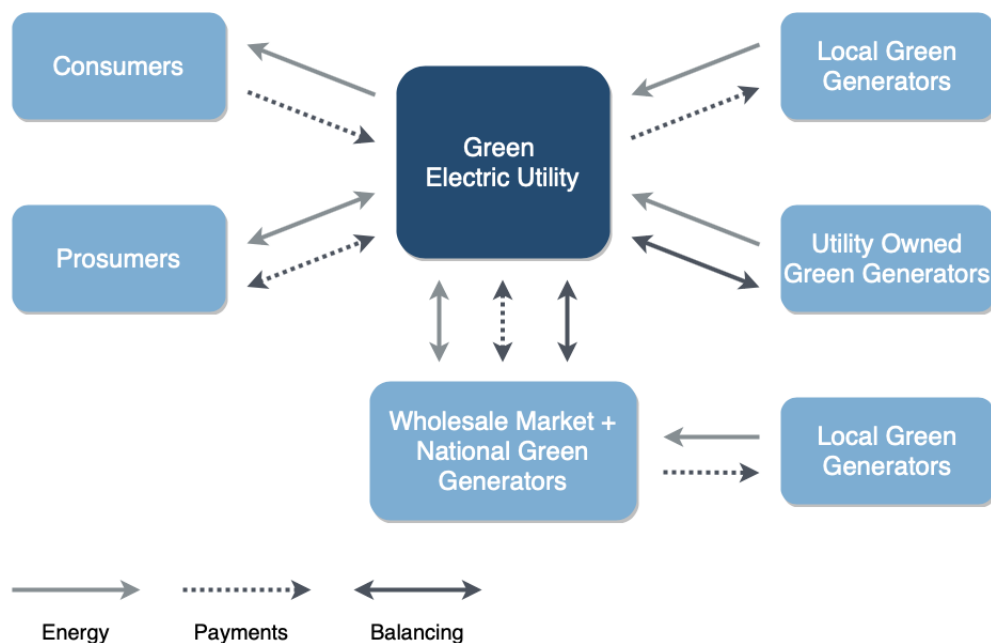 Consumers
Local Green
Generators
Green
Electric Utility
Prosumers
Utility Owned
Green Generators
Wholesale Market +
National Green
Generators
Local Green
Generators
Energy
Payments
Balancing